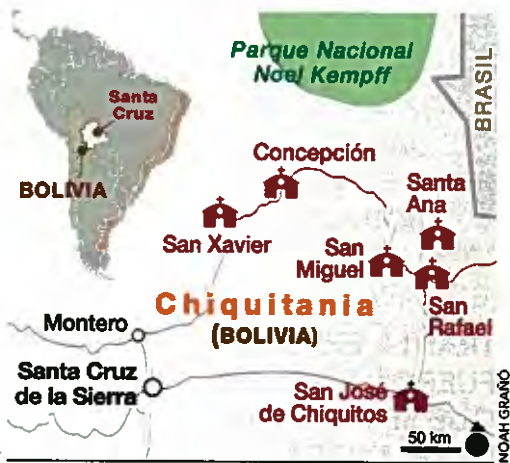 Parque Nacional
Noel Kempff
BRASIL
Santa
Cruz
BOLIVIA
Concepción
Santa
Ana
San Xavier
San
Miguel
San
Rafael
Chiquitania
(BOLIVIA)
Montero
Santa Cruz
de la Sierra
San José
de Chiquitos
50 km
NOAH GRAÑÓ